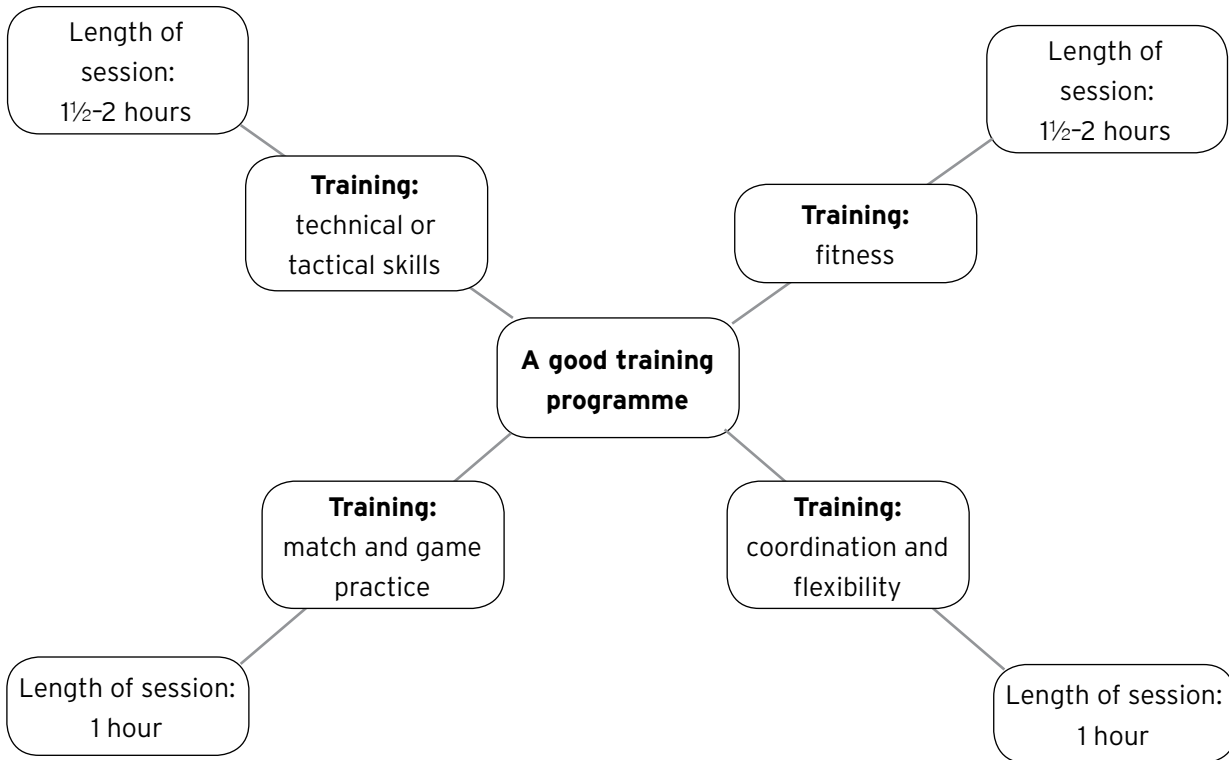 Length of
session:
1½–2 hours
Length of
session:
1½–2 hours
Training:
technical or
tactical skills
Training:
fitness
A good training
programme
Training:
match and game
practice
Training:
coordination and
flexibility
Length of session:
1 hour
Length of session:
1 hour